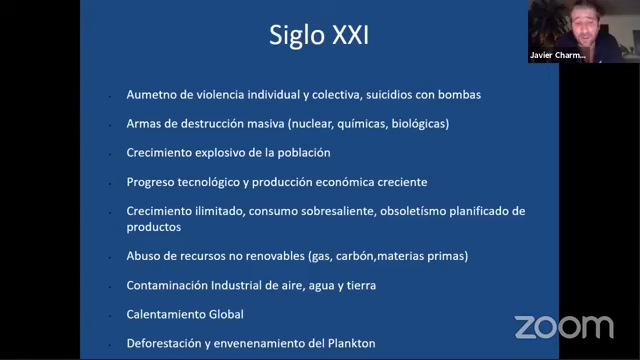 Siglo XXI
Javier Charm...
Aumetno de violencia individual y colectiva, suicidios con bombas
Armas de destrucción masiva (nuclear, químicas, biológicas)
Crecimiento explosivo de la población
Progreso tecnológico y producción económica creciente
Crecimiento ilimitado, consumo sobresaliente, obsoletísmo planificado de
productos
Abuso de recursos no renovables (gas, carbón,materias primas)
Contaminación Industrial de aire, agua y tierra
Calentamiento Global
Deforestación y envenenamiento del Plankton
zoom